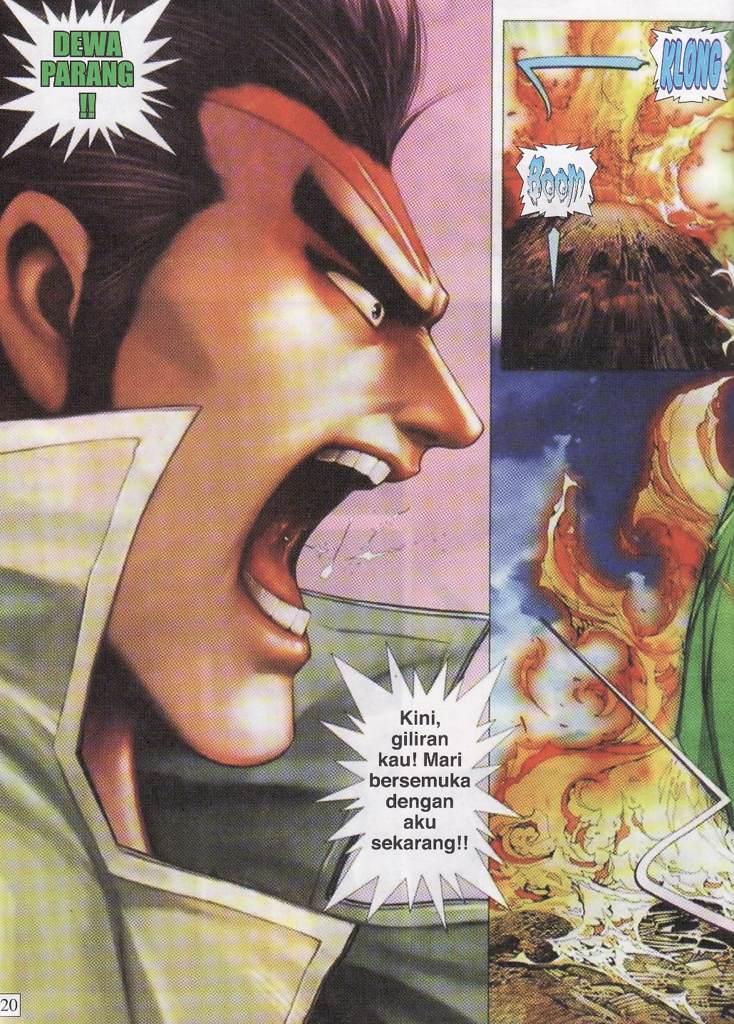 DEWA
PARANG
!!
KLONG
BOOM
Kini,
giliran
kau! Mari
bersemuka
dengan
aku
sekarang!!
20